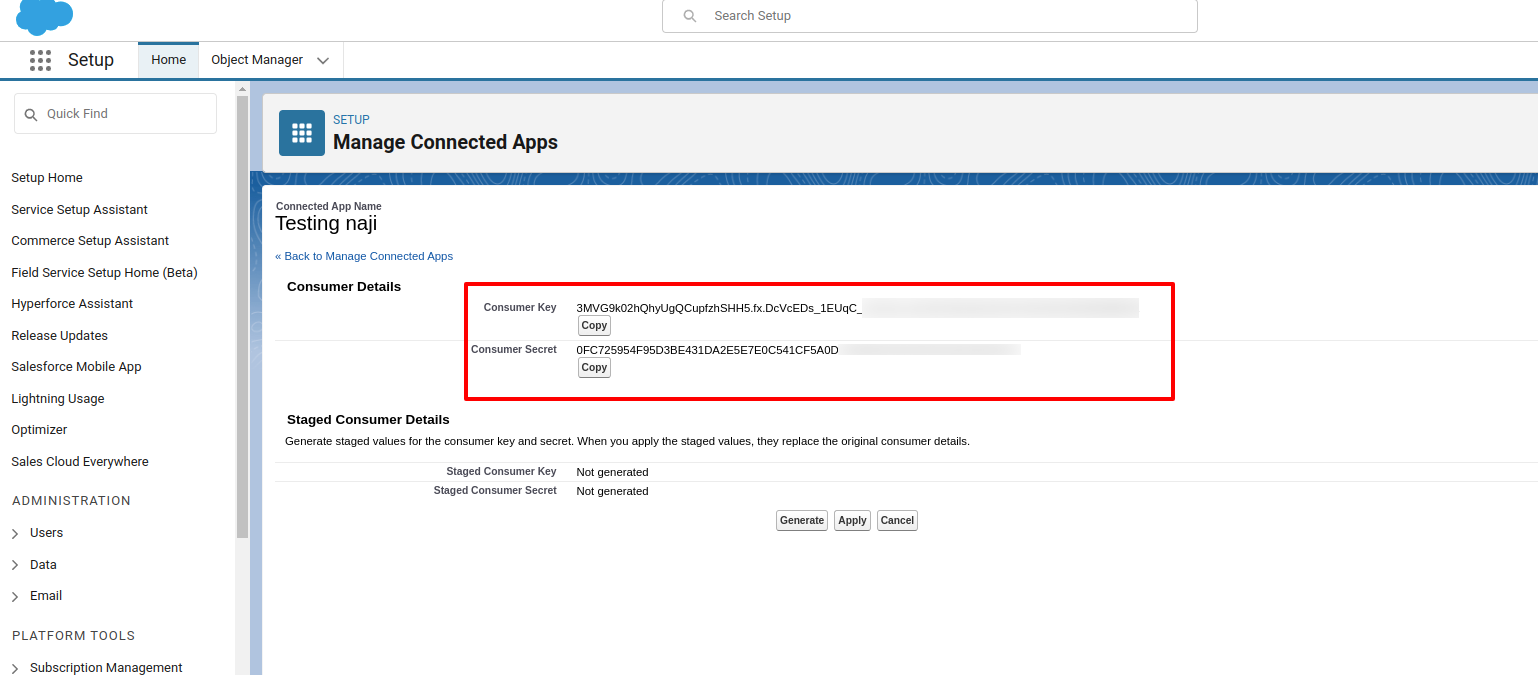 Search Setup
Setup
Home
Object Manager
Quick Find
Setup Home
Service Setup Assistant
Commerce Setup Assistant
Field Service Setup Home (Beta)
Hyperforce Assistant
Release Updates
Salesforce Mobile App
Lightning Usage
Optimizer
Sales Cloud Everywhere
ADMINISTRATION
Users
Data
Email
PLATFORM TOOLS
Subscription Management
SETUP
Manage Connected Apps
Connected App Name
Testing naji
« Back to Manage Connected Apps
Consumer Details
Consumer Key 3MVG9k02hQhyUgQCupfzhSHH5.fx.DcVcEDs_1EUqC_
Copy
Consumer Secret 0FC725954F95D3BE431DA2E5E7E0C541CF5A0D
Copy
Staged Consumer Details
Generate staged values for the consumer key and secret. When you apply the staged values, they replace the original consumer details.
Staged Consumer Key Not generated
Staged Consumer Secret Not generated
Generate Apply Cancel